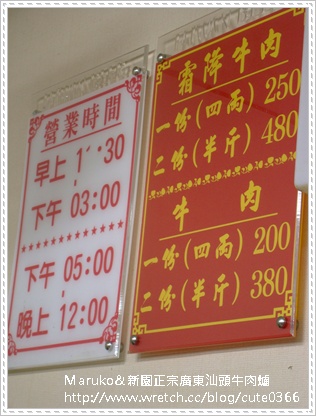 營業時間
早上 1 :30
下午 03:00
下午 05:00
晚上 12:00
霜降牛肉
一份(四兩) 250
二份(半斤) 480
牛肉
一份(四兩) 200
二份(半斤) 380
Maruko&新園正宗廣東汕頭牛肉爐
http://www.wretch.cc/blog/cute0366